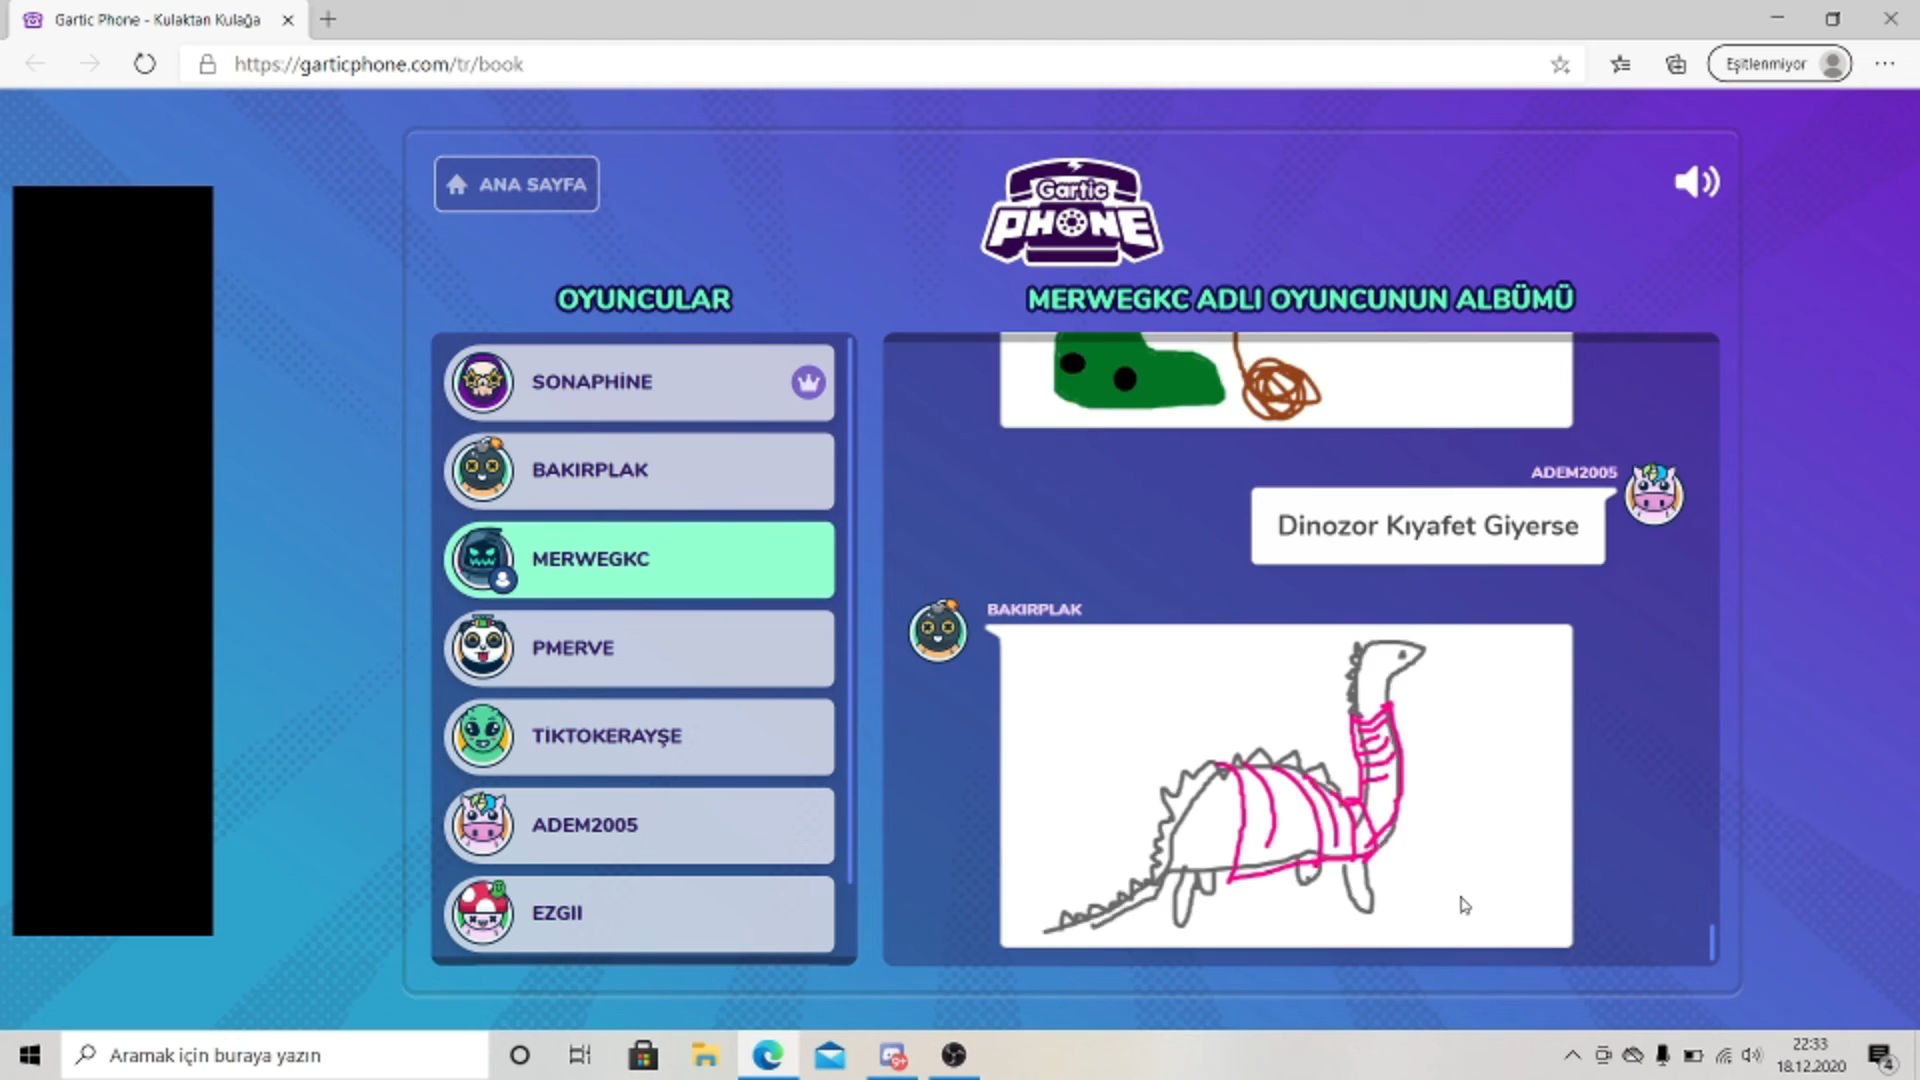 Gartic Phone - Kulaktan Kulağa
https://garticphone.com/tr/book
Eşitlenmiyor
ANA SAYFA
Gartic
PHONE
OYUNCULAR
MERWEGKC ADLI OYUNCUNUN ALBÜMÜ
SONAPHİNE
BAKIRPLAK
MERWEGKC
PMERVE
TİKTOKERAYŞE
ADEM2005
EZGII
ADEM2005
Dinozor Kıyafet Giyerse
BAKIRPLAK
Aramak için buraya yazın
22:33
18.12.2020
4